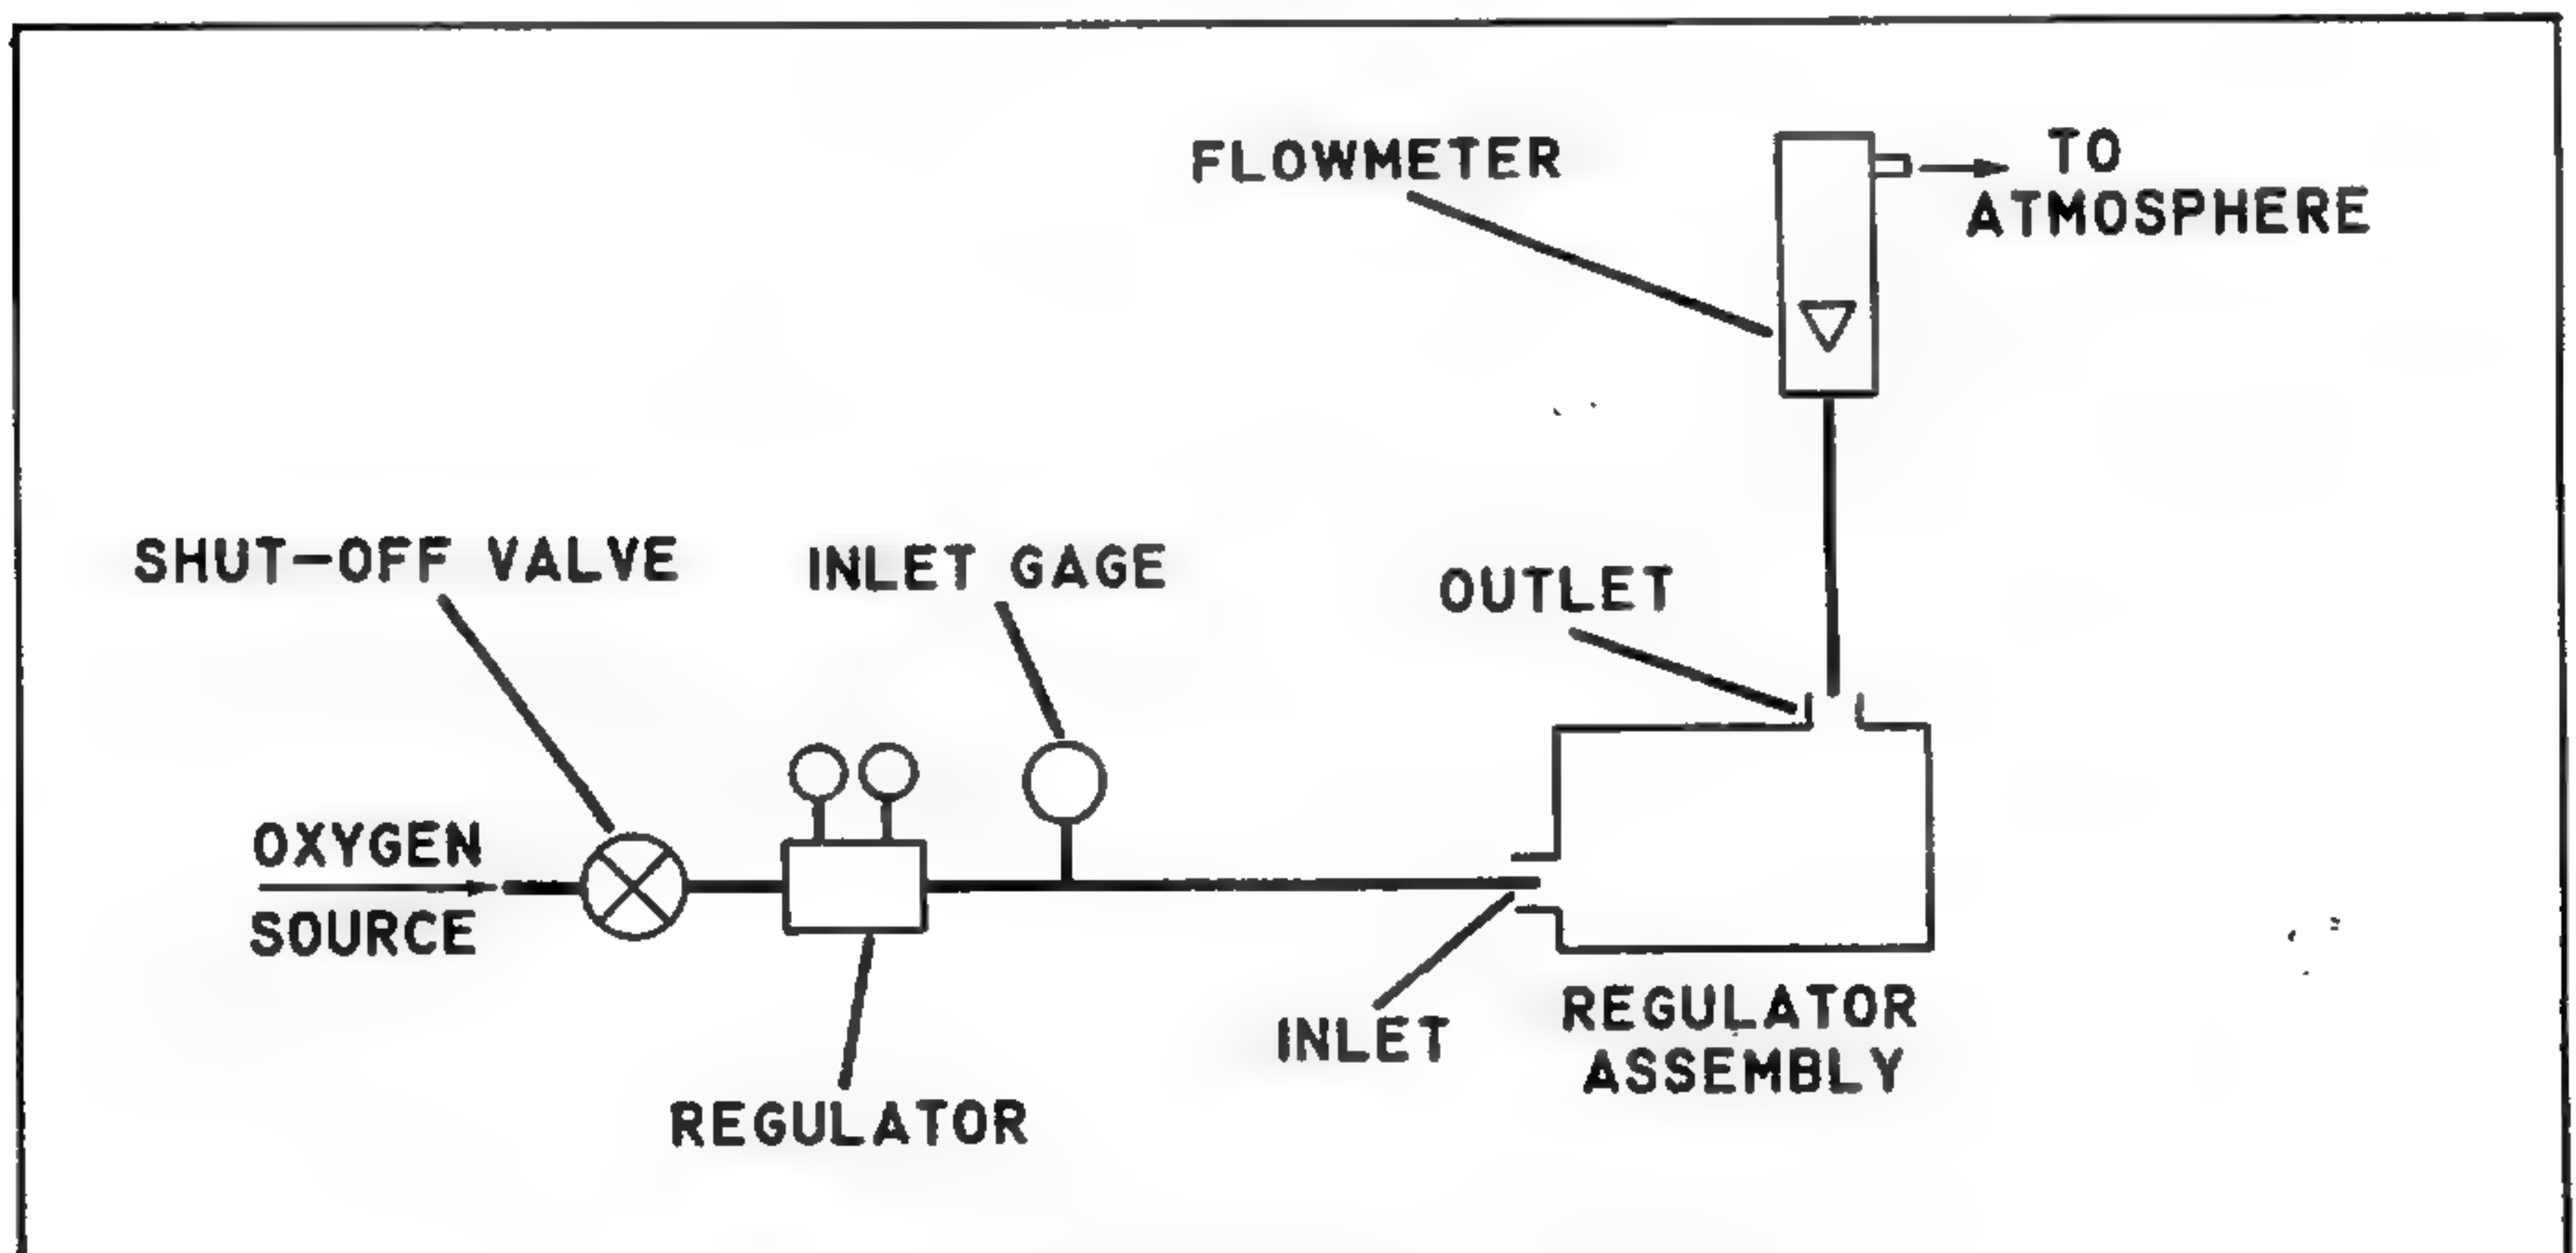 FLOWMETER
TO
ATMOSPHERE
SHUT-OFF VALVE
INLET GAGE
OUTLET
OXYGEN
SOURCE
INLET
REGULATOR
ASSEMBLY
REGULATOR